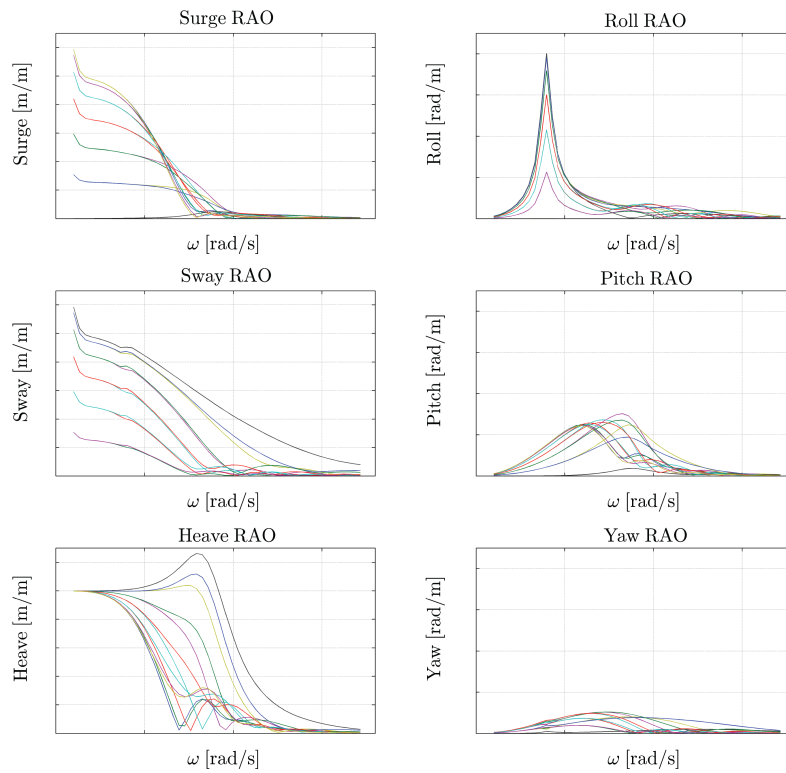 Surge RAO
Surge [m/m]
ω [rad/s]
Roll RAO
Roll [rad/m]
ω [rad/s]
Sway RAO
Sway [m/m]
ω [rad/s]
Pitch RAO
Pitch [rad/m]
ω [rad/s]
Heave RAO
Heave [m/m]
ω [rad/s]
Yaw RAO
Yaw [rad/m]
ω [rad/s]